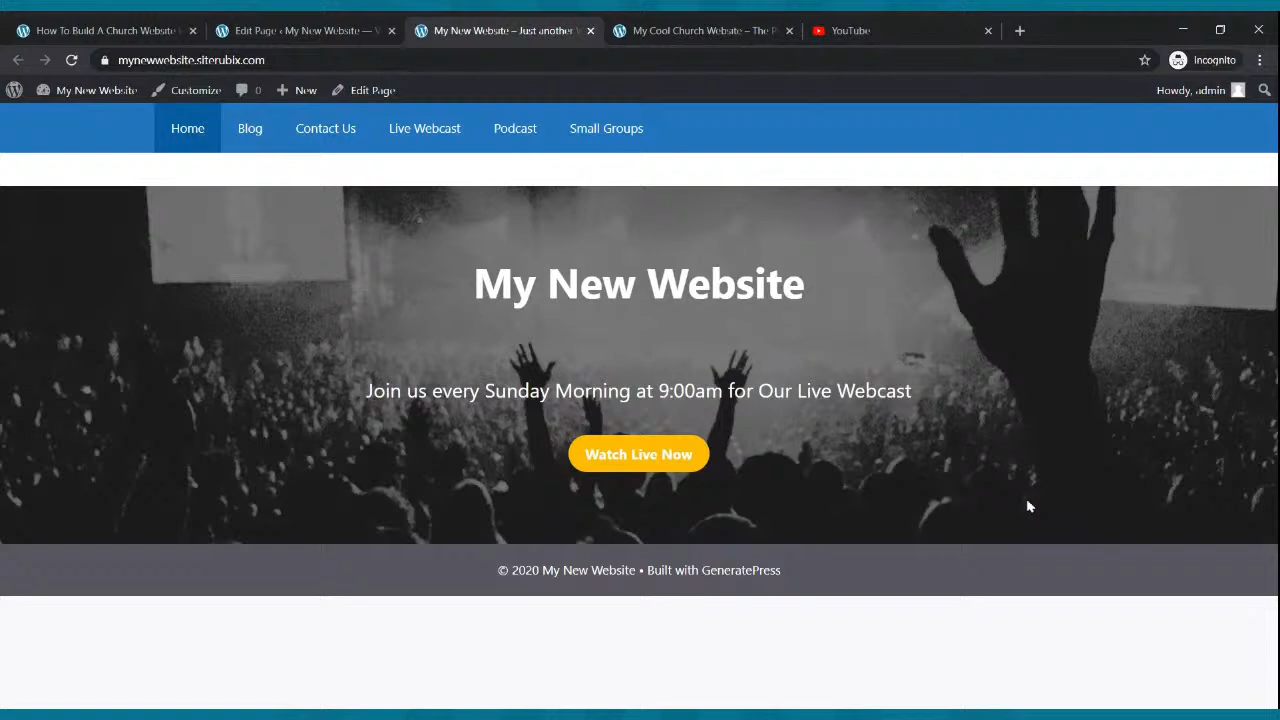 How To Build A Church Website
Edit Page ‹ My New Website —
My New Website – Just another
My Cool Church Website – The
YouTube
mynewwebsite.siterubix.com
Incognito
My New Website
Customize
0
New
Edit Page
Howdy, admin
Home
Blog
Contact Us
Live Webcast
Podcast
Small Groups
My New Website
Join us every Sunday Morning at 9:00am for Our Live Webcast
Watch Live Now
© 2020 My New Website • Built with GeneratePress